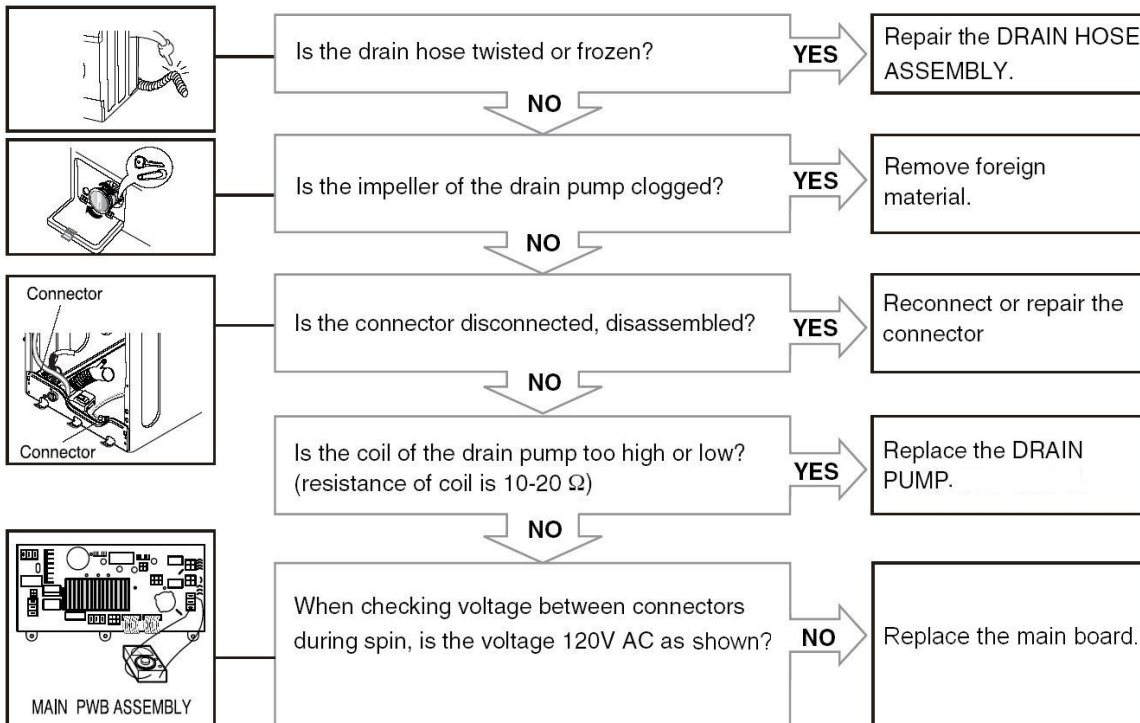 Is the drain hose twisted or frozen?
YES
Repair the DRAIN HOSE
ASSEMBLY.
NO
Is the impeller of the drain pump clogged?
YES
Remove foreign
material.
NO
Connector
Connector
Is the connector disconnected, disassembled?
YES
Reconnect or repair the
connector
NO
Is the coil of the drain pump too high or low?
(resistance of coil is 10-20 Ω)
YES
Replace the DRAIN
PUMP.
NO
MAIN PWB ASSEMBLY
When checking voltage between connectors
during spin, is the voltage 120V AC as shown?
NO
Replace the main board.